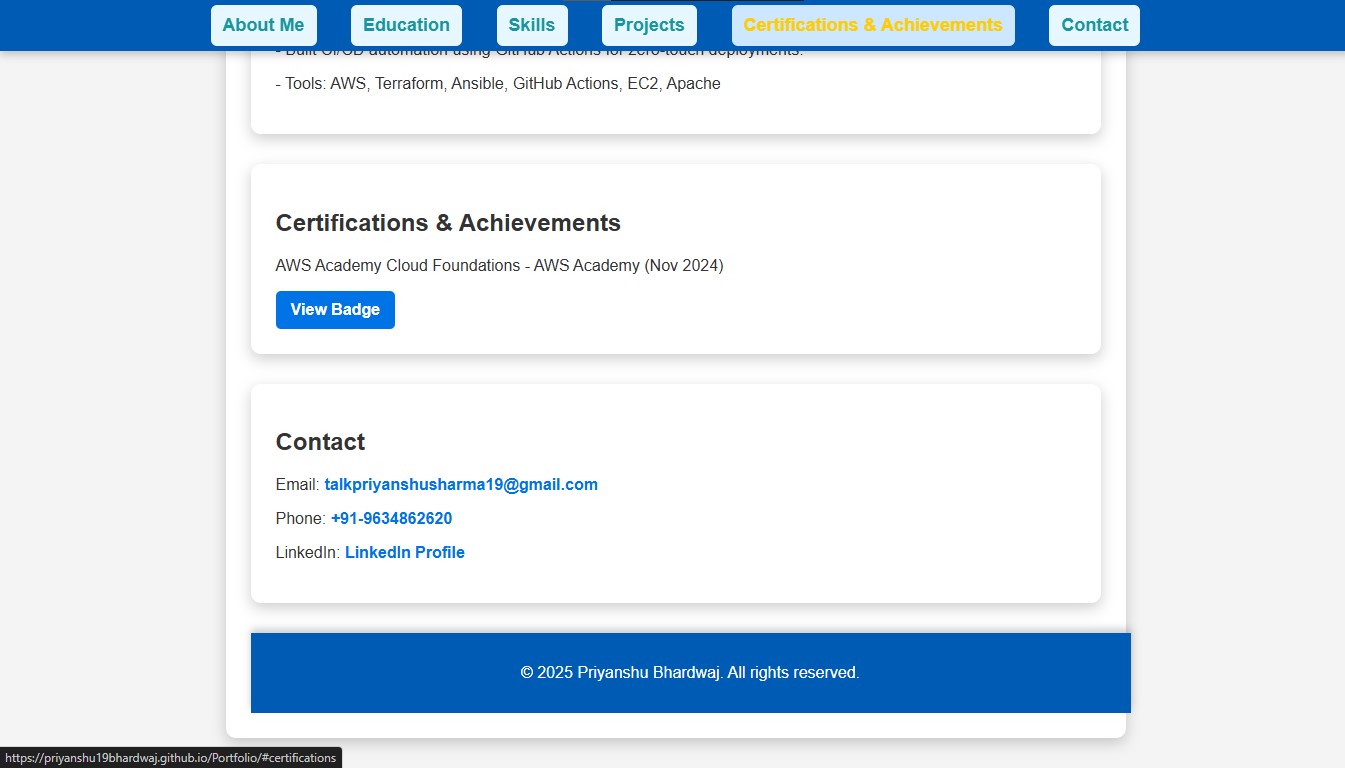 About Me Education Skills Projects Certifications & Achievements Contact
- Built CI/CD automation using GitHub Actions for zero-touch deployments.
- Tools: AWS, Terraform, Ansible, GitHub Actions, EC2, Apache
Certifications & Achievements
AWS Academy Cloud Foundations - AWS Academy (Nov 2024)
View Badge
Contact
Email: talkpriyanshusharma19@gmail.com
Phone: +91-9634862620
LinkedIn: LinkedIn Profile
© 2025 Priyanshu Bhardwaj. All rights reserved.
https://priyanshu19bhardwaj.github.io/Portfolio/#certifications